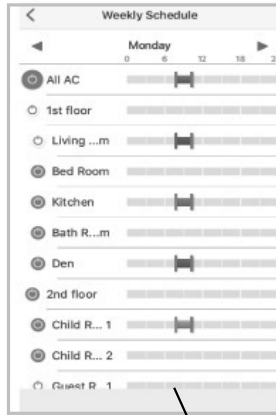 Weekly Schedule
Monday
0 6 12 18
All AC
1st floor
Living ...m
Bed Room
Kitchen
Bath R...m
Den
2nd floor
Child R... 1
Child R... 2
Guest R...1